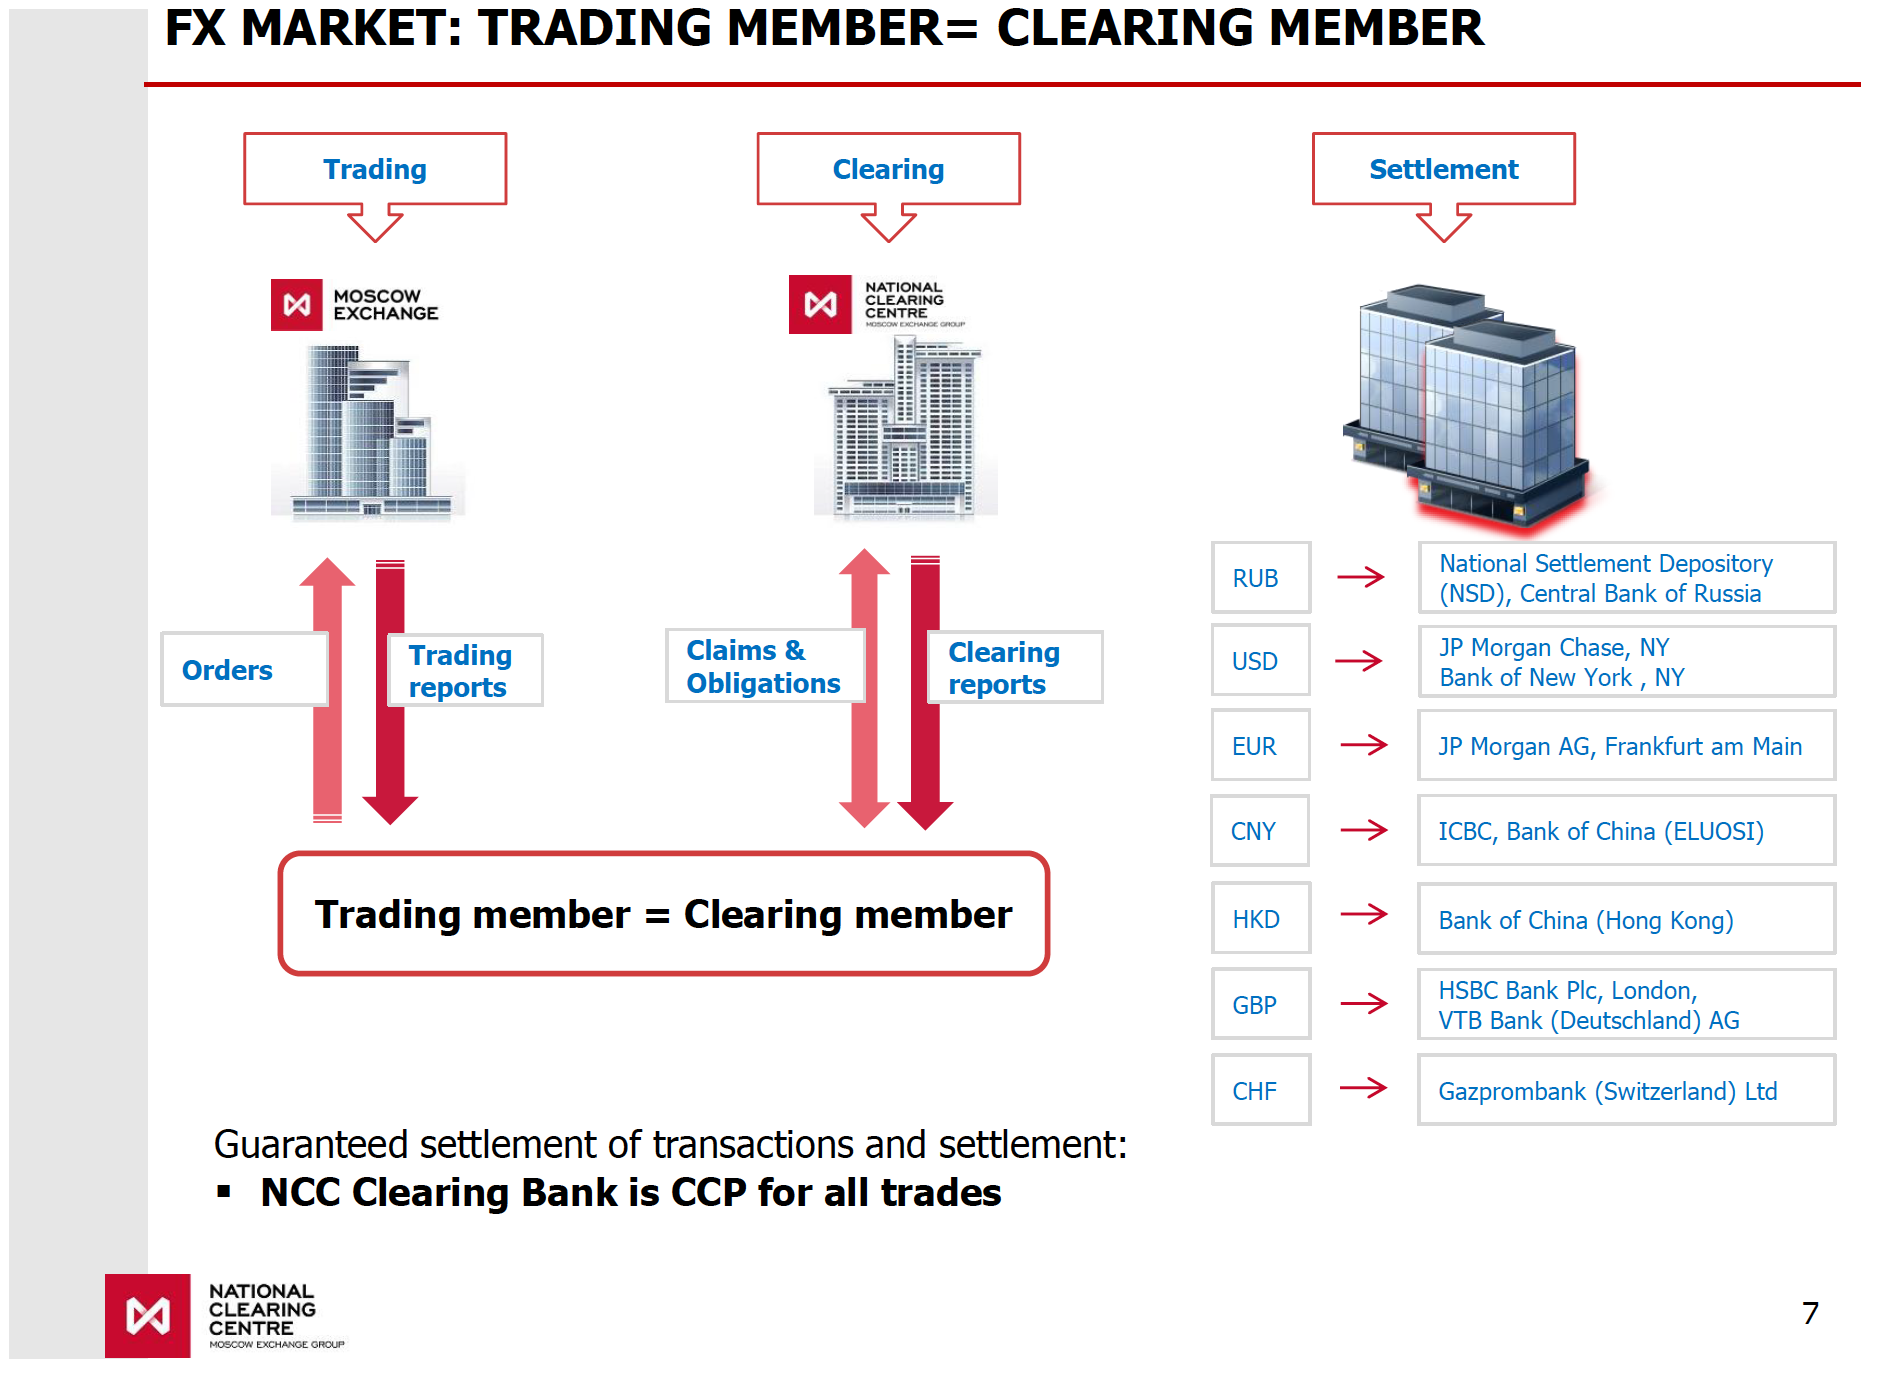 FX MARKET: TRADING MEMBER= CLEARING MEMBER
Trading
Clearing
Settlement
MOSCOW
EXCHANGE
NATIONAL
CLEARING
CENTRE
MOSCOW EXCHANGE GROUP
Orders
Trading
reports
Claims &
Obligations
Clearing
reports
Trading member = Clearing member
RUB
National Settlement Depository
(NSD), Central Bank of Russia
USD
JP Morgan Chase, NY
Bank of New York , NY
EUR
JP Morgan AG, Frankfurt am Main
CNY
ICBC, Bank of China (ELUOSI)
HKD
Bank of China (Hong Kong)
GBP
HSBC Bank Plc, London,
VTB Bank (Deutschland) AG
CHF
Gazprombank (Switzerland) Ltd
Guaranteed settlement of transactions and settlement:
▪ NCC Clearing Bank is CCP for all trades
NATIONAL
CLEARING
CENTRE
MOSCOW EXCHANGE GROUP
7